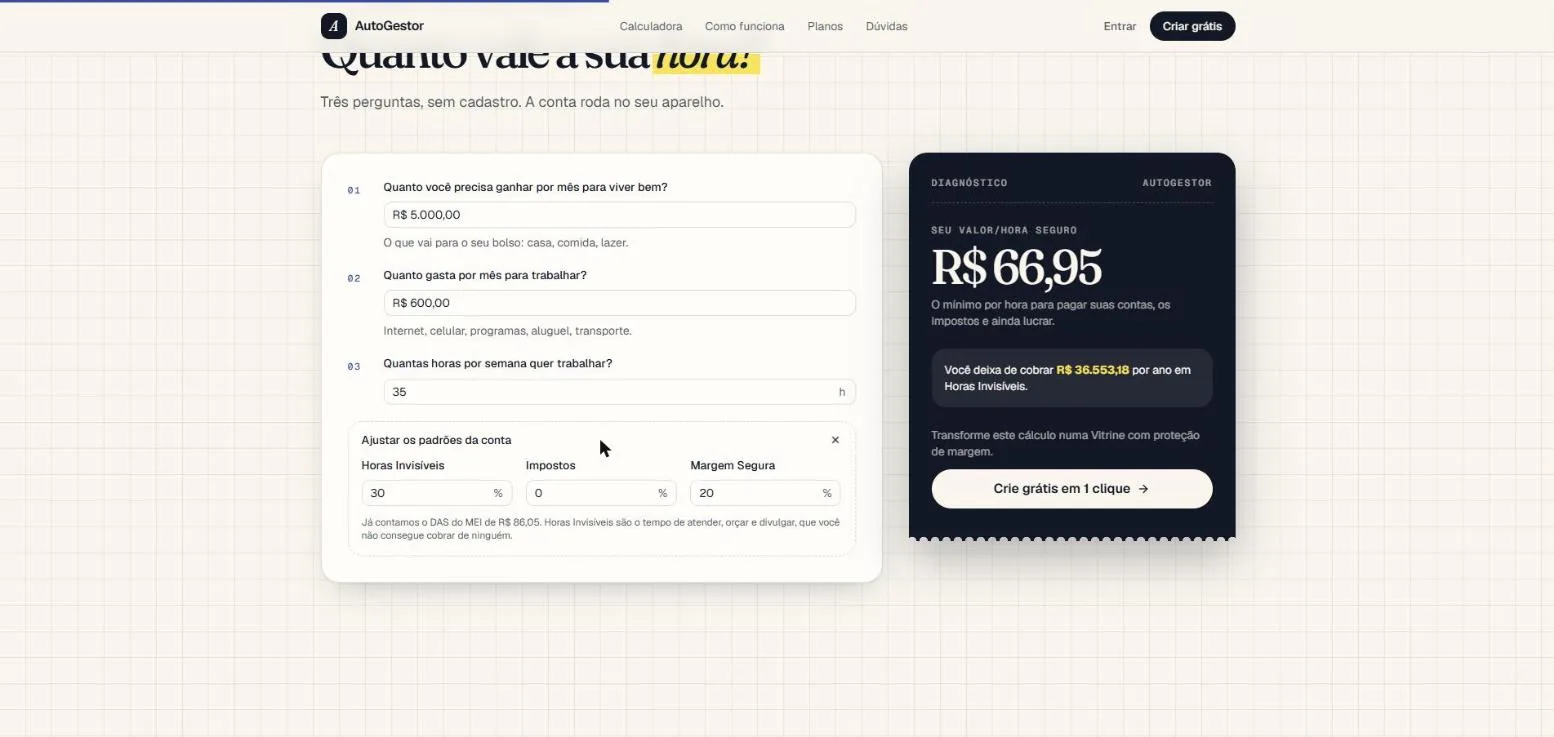 A AutoGestor
Calculadora Como funciona Planos Dúvidas
Entrar Criar grátis
Quanto vale a sua hora?
Três perguntas, sem cadastro. A conta roda no seu aparelho.
01 Quanto você precisa ganhar por mês para viver bem?
R$ 5.000,00
O que vai para o seu bolso: casa, comida, lazer.
02 Quanto gasta por mês para trabalhar?
R$ 600,00
Internet, celular, programas, aluguel, transporte.
03 Quantas horas por semana quer trabalhar?
35 h
Ajustar os padrões da conta ×
Horas Invisíveis Impostos Margem Segura
30 % 0 % 20 %
Já contamos o DAS do MEI de R$ 86,05. Horas Invisíveis são o tempo de atender, orçar e divulgar, que você
não consegue cobrar de ninguém.
DIAGNÓSTICO AUTOGESTOR
SEU VALOR/HORA SEGURO
R$ 66,95
O mínimo por hora para pagar suas contas, os
impostos e ainda lucrar.
Você deixa de cobrar R$ 36.553,18 por ano em
Horas Invisíveis.
Transforme este cálculo numa Vitrine com proteção
de margem.
Crie grátis em 1 clique →